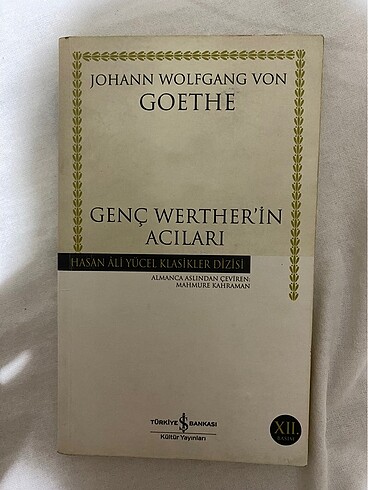 JOHANN WOLFGANG VON
GOETHE
GENÇ WERTHER'İN
ACILARI
HASAN ÂLİ YÜCEL KLASİKLER DİZİSİ
ALMANCA ASLINDAN ÇEVİREN:
MAHMURE KAHRAMAN
TÜRKİYE İŞ BANKASI
Kültür Yayınları
XII.
BASIM